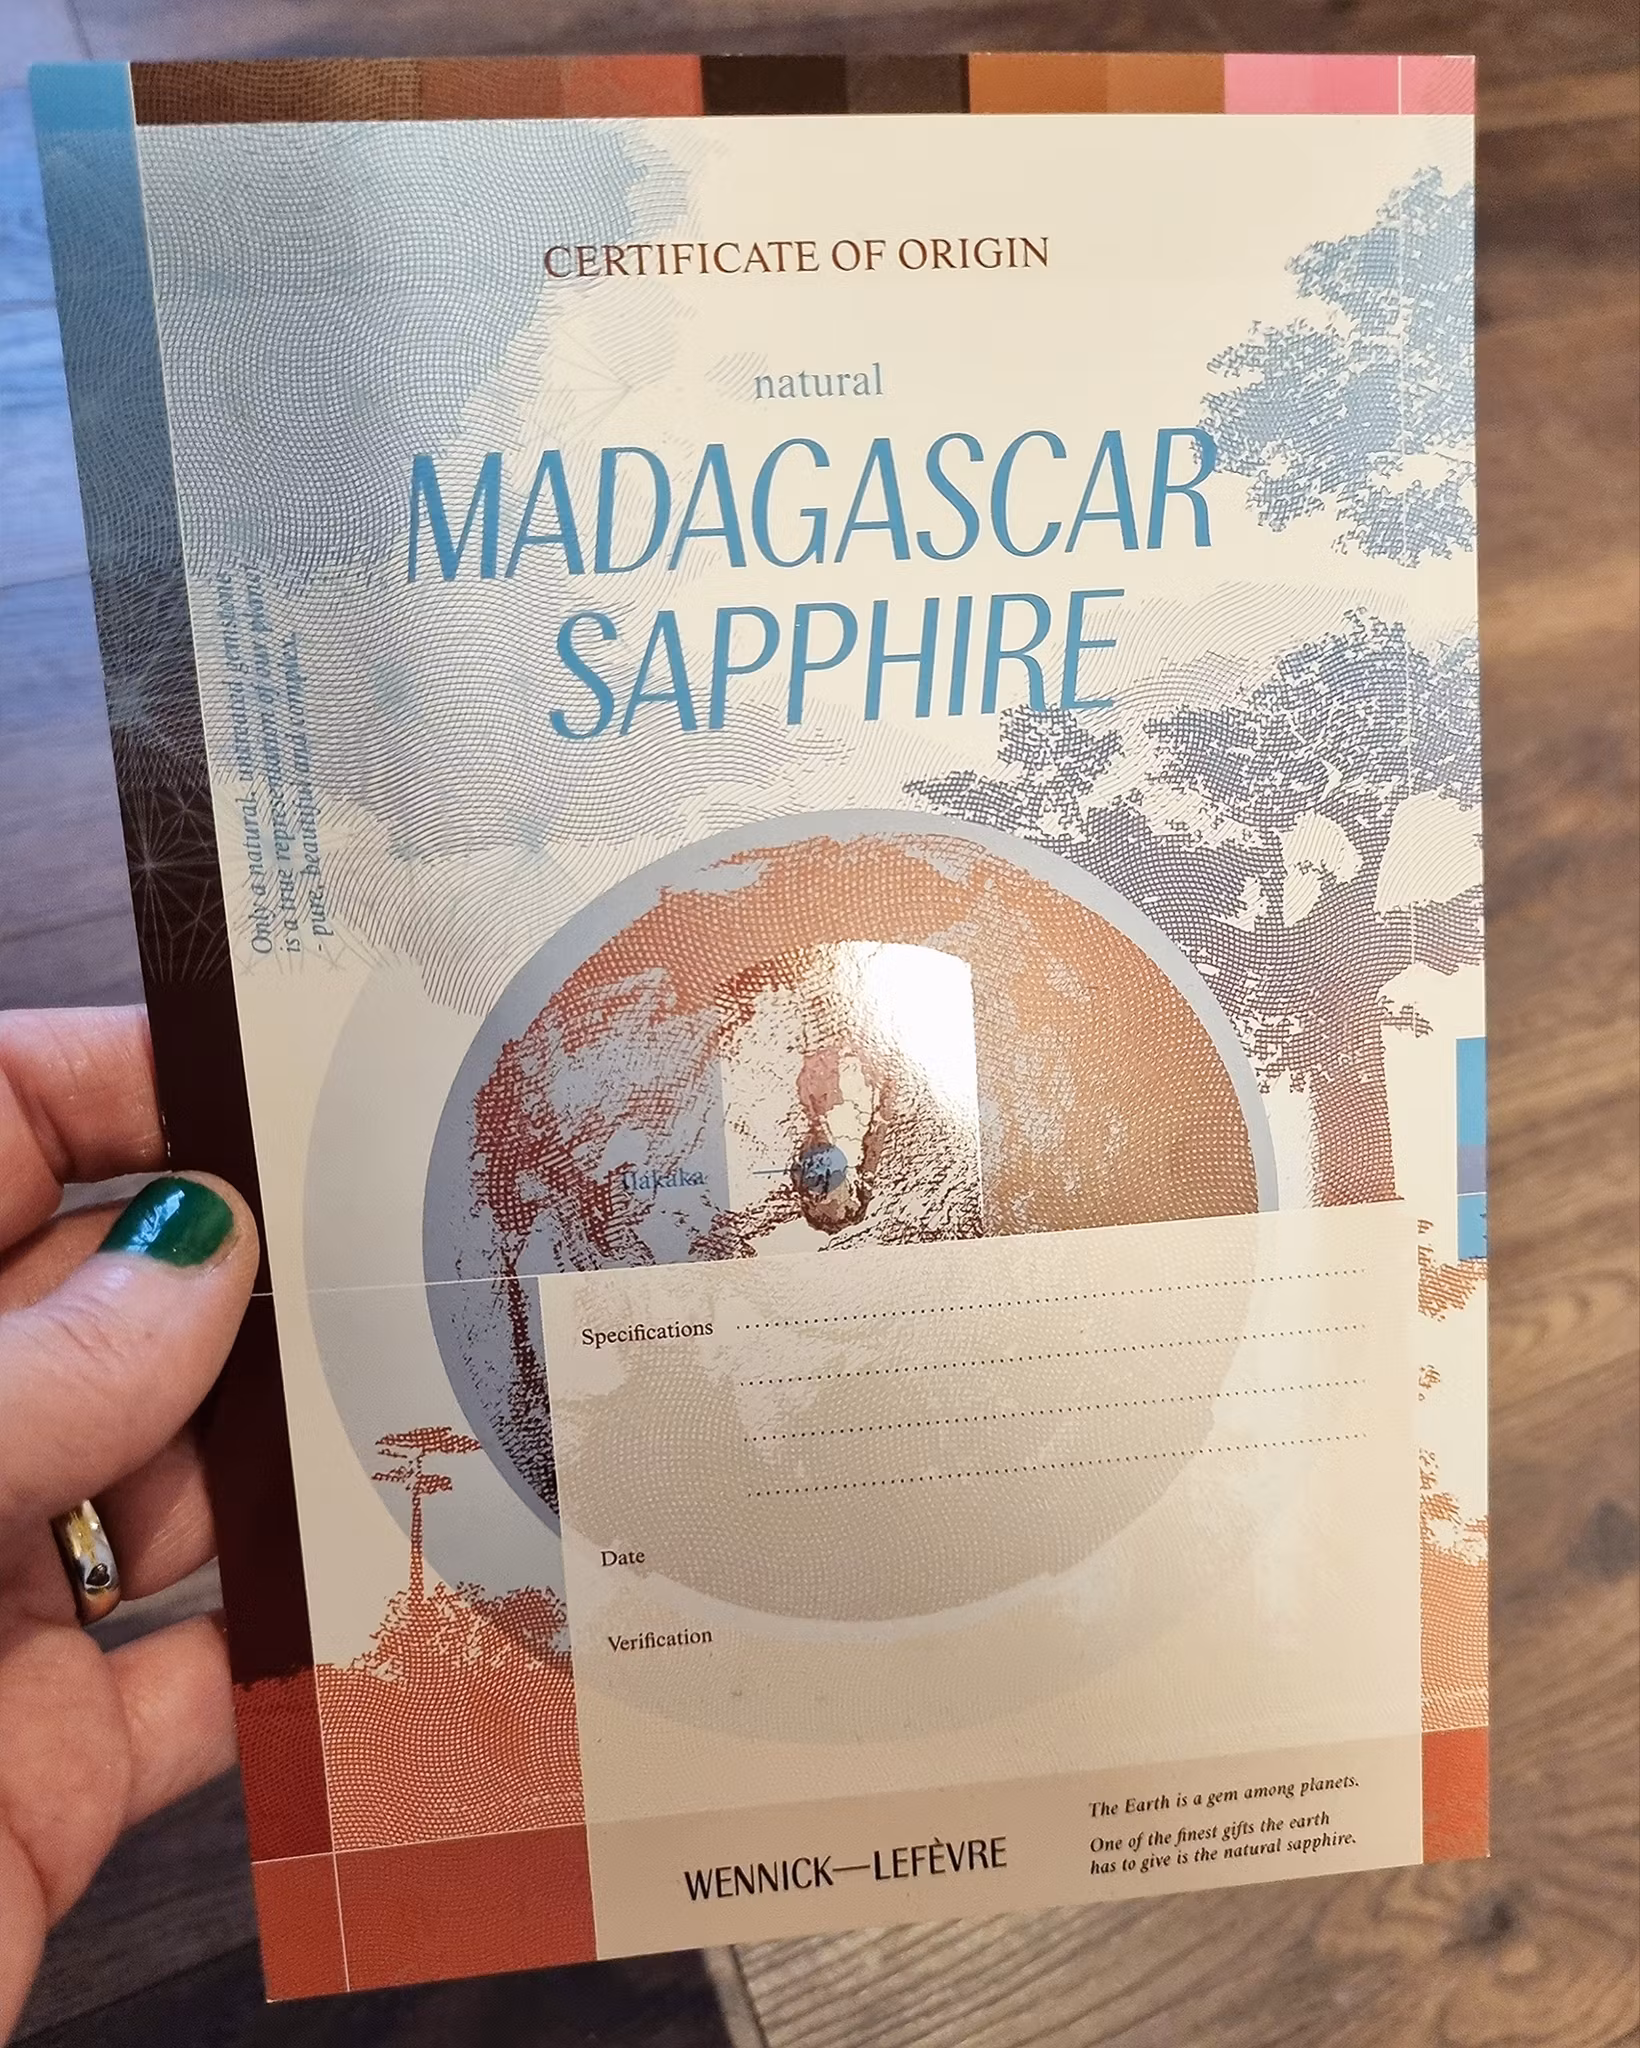 CERTIFICATE OF ORIGIN
natural
MADAGASCAR
SAPPHIRE
Only a natural, untreated gemstone
is a true representation of our planet
- pure, beautiful and complex.
Ilakaka
Specifications
Date
Verification
WENNICK—LEFÈVRE
The Earth is a gem among planets.
One of the finest gifts the earth
has to give is the natural sapphire.